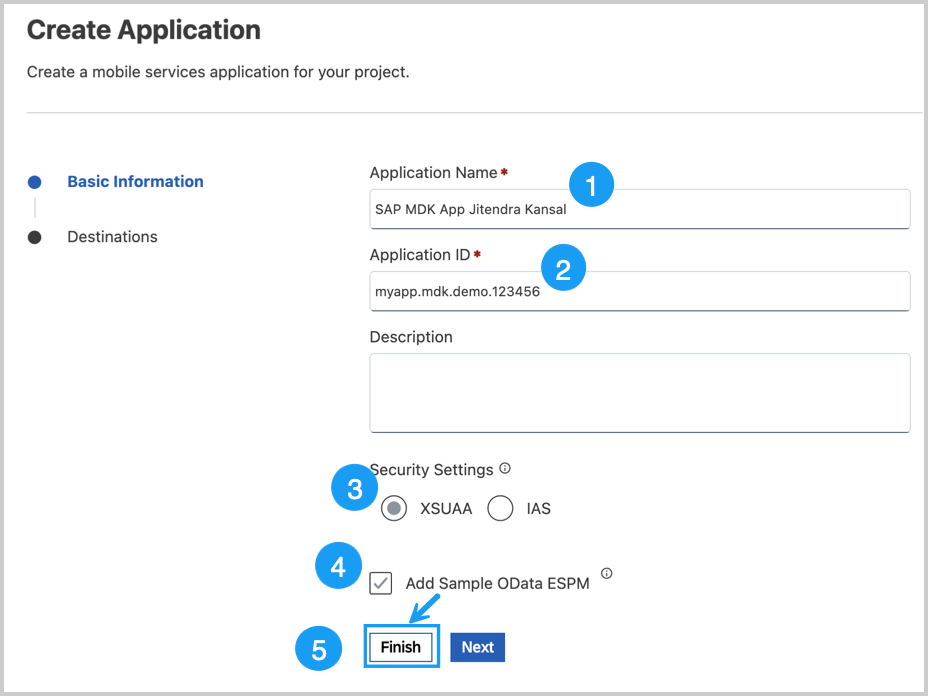 Create Application
Create a mobile services application for your project.
Basic Information
Destinations
Application Name *
1
SAP MDK App Jitendra Kansal
Application ID *
2
myapp.mdk.demo.123456
Description
3
Security Settings
XSUAA IAS
4
Add Sample OData ESPM
5
Finish Next